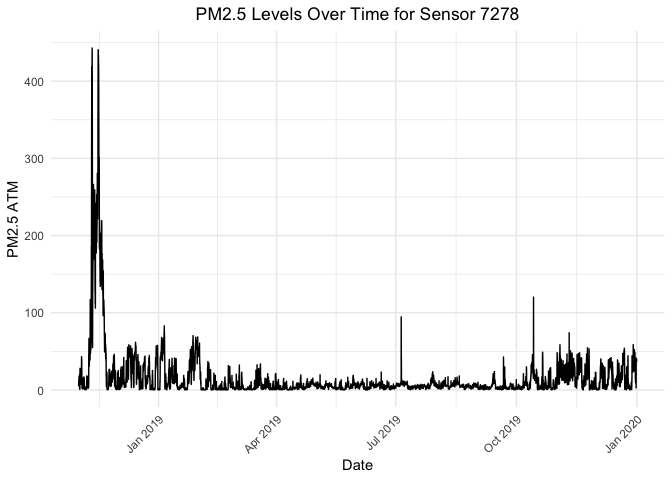 PM2.5 Levels Over Time for Sensor 7278
PM2.5 ATM
400
300
200
100
0
Jan 2019
Apr 2019
Jul 2019
Oct 2019
Jan 2020
Date